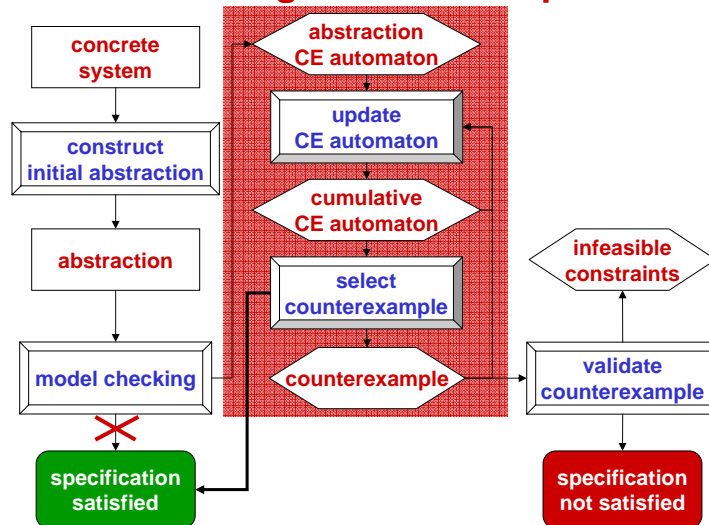 concrete
system
construct
initial abstraction
abstraction
model checking
specification
satisfied
abstraction
CE automaton
update
CE automaton
cumulative
CE automaton
select
counterexample
counterexample
infeasible
constraints
validate
counterexample
specification
not satisfied